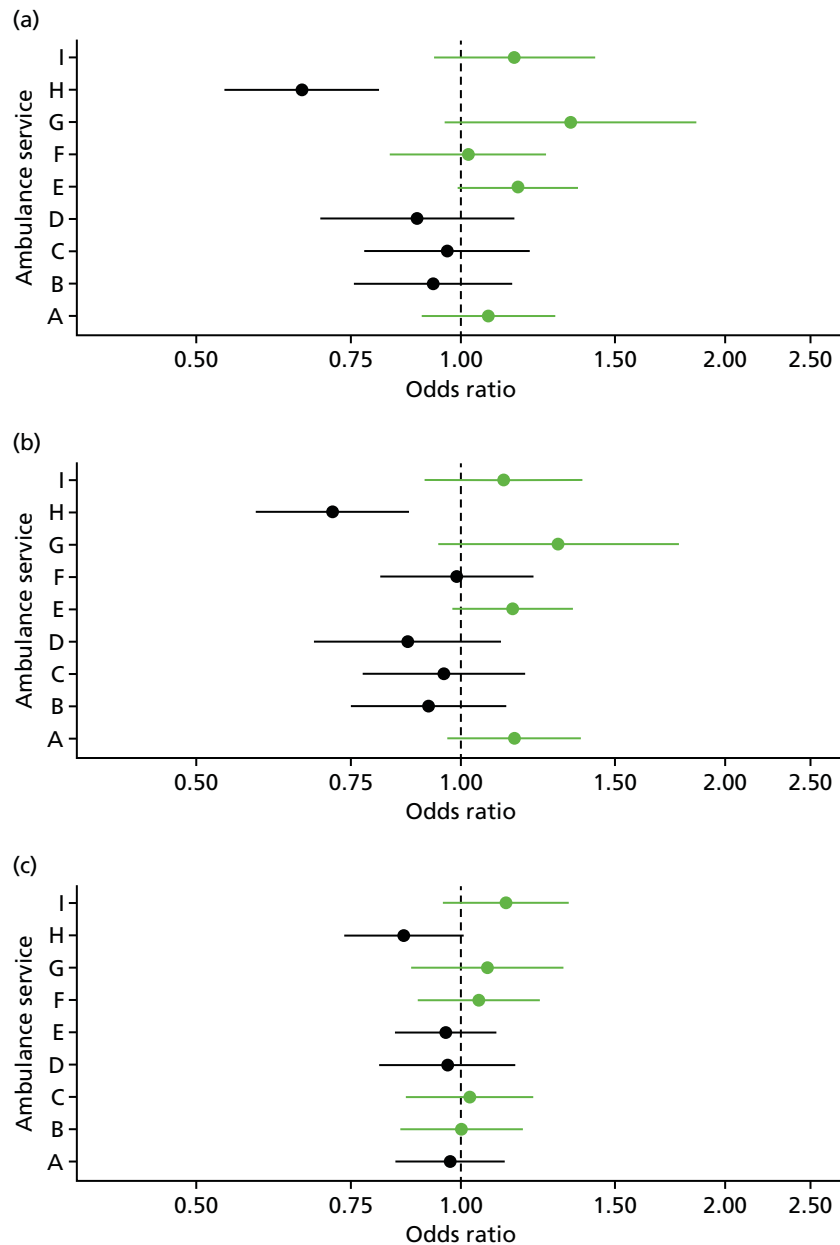 (a)
Ambulance service
I
H
G
F
E
D
C
B
A
0.50 0.75 1.00 1.50 2.00 2.50
Odds ratio
(b)
Ambulance service
I
H
G
F
E
D
C
B
A
0.50 0.75 1.00 1.50 2.00 2.50
Odds ratio
(c)
Ambulance service
I
H
G
F
E
D
C
B
A
0.50 0.75 1.00 1.50 2.00 2.50
Odds ratio